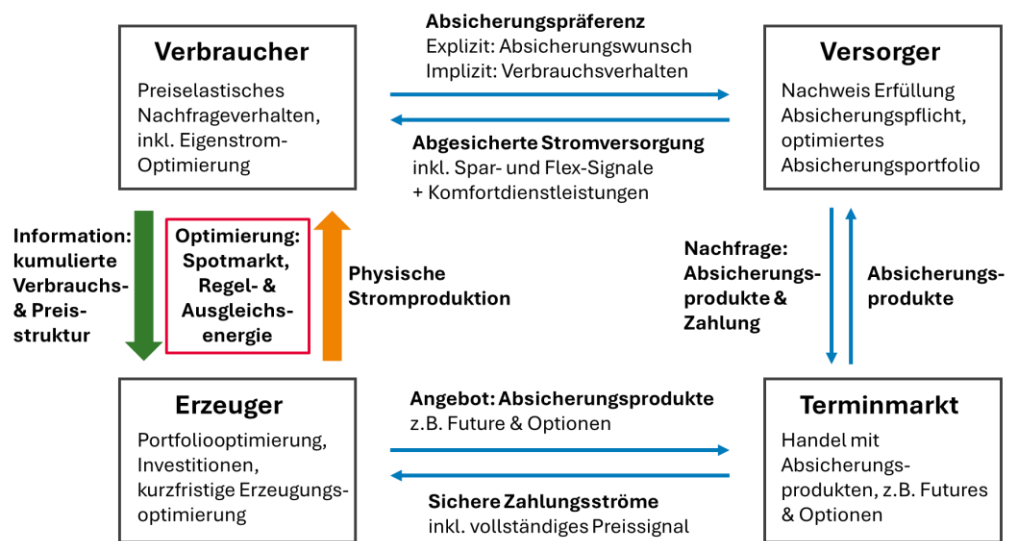 Verbraucher
Preiselastisches
Nachfrageverhalten,
inkl. Eigenstrom-
Optimierung
Absicherungspräferenz
Explizit: Absicherungswunsch
Implizit: Verbrauchsverhalten
Abgesicherte Stromversorgung
inkl. Spar- und Flex-Signale
+ Komfortdienstleistungen
Versorger
Nachweis Erfüllung
Absicherungspflicht,
optimiertes
Absicherungsportfolio
Information:
kumulierte
Verbrauchs-
& Preis-
struktur
Optimierung:
Spotmarkt,
Regel- &
Ausgleichs-
energie
Physische
Stromproduktion
Nachfrage:
Absicherungs-
produkte &
Zahlung
Absicherungs-
produkte
Erzeuger
Portfoliooptimierung,
Investitionen,
kurzfristige Erzeugungs-
optimierung
Angebot: Absicherungsprodukte
z.B. Future & Optionen
Sichere Zahlungsströme
inkl. vollständiges Preissignal
Terminmarkt
Handel mit
Absicherungs-
produkten, z.B. Futures
& Optionen